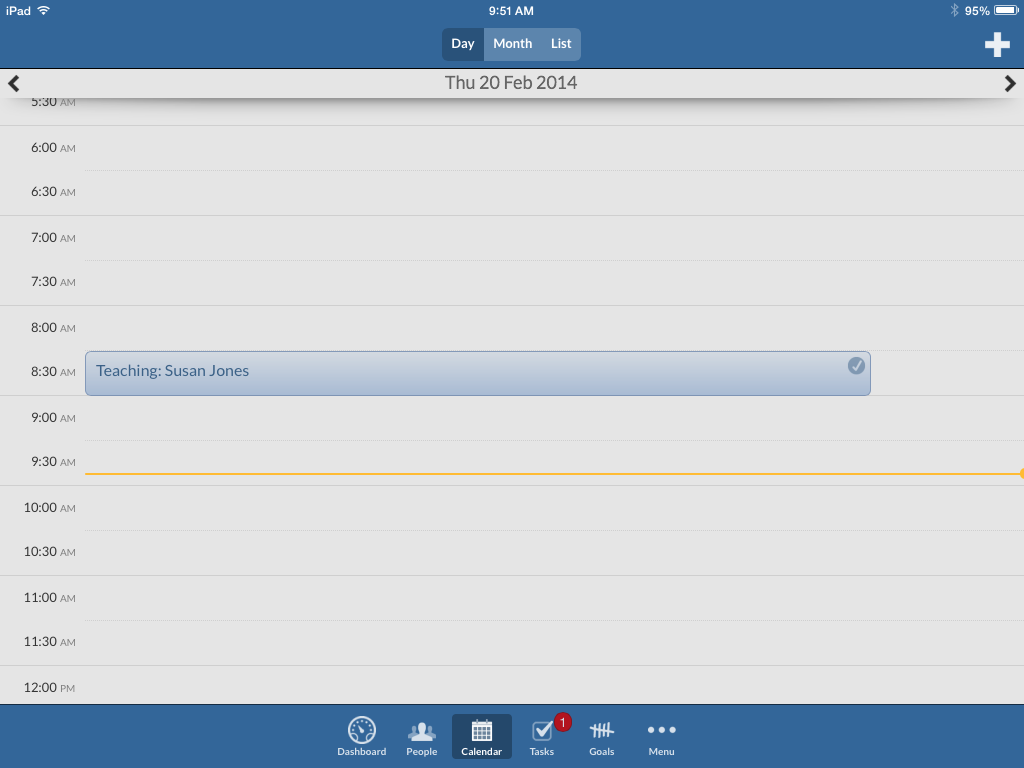 iPad 9:51 AM 95%
Day Month List
Thu 20 Feb 2014
5:30 AM
6:00 AM
6:30 AM
7:00 AM
7:30 AM
8:00 AM
8:30 AM Teaching: Susan Jones
9:00 AM
9:30 AM
10:00 AM
10:30 AM
11:00 AM
11:30 AM
12:00 PM
1
Dashboard People Calendar Tasks Goals Menu